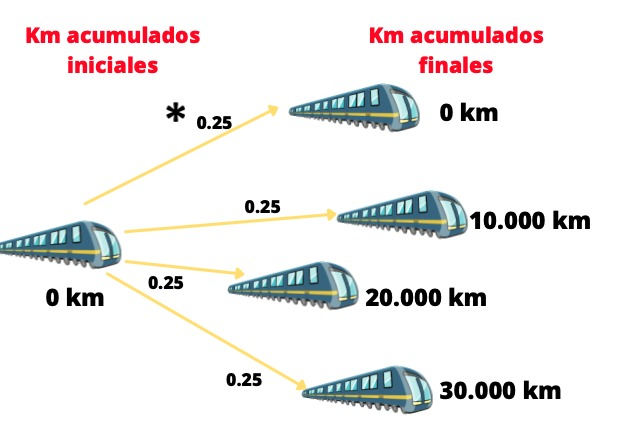 Km acumulados
iniciales
Km acumulados
finales
* 0.25
0 km
0.25
10.000 km
0 km
0.25
20.000 km
0.25
30.000 km